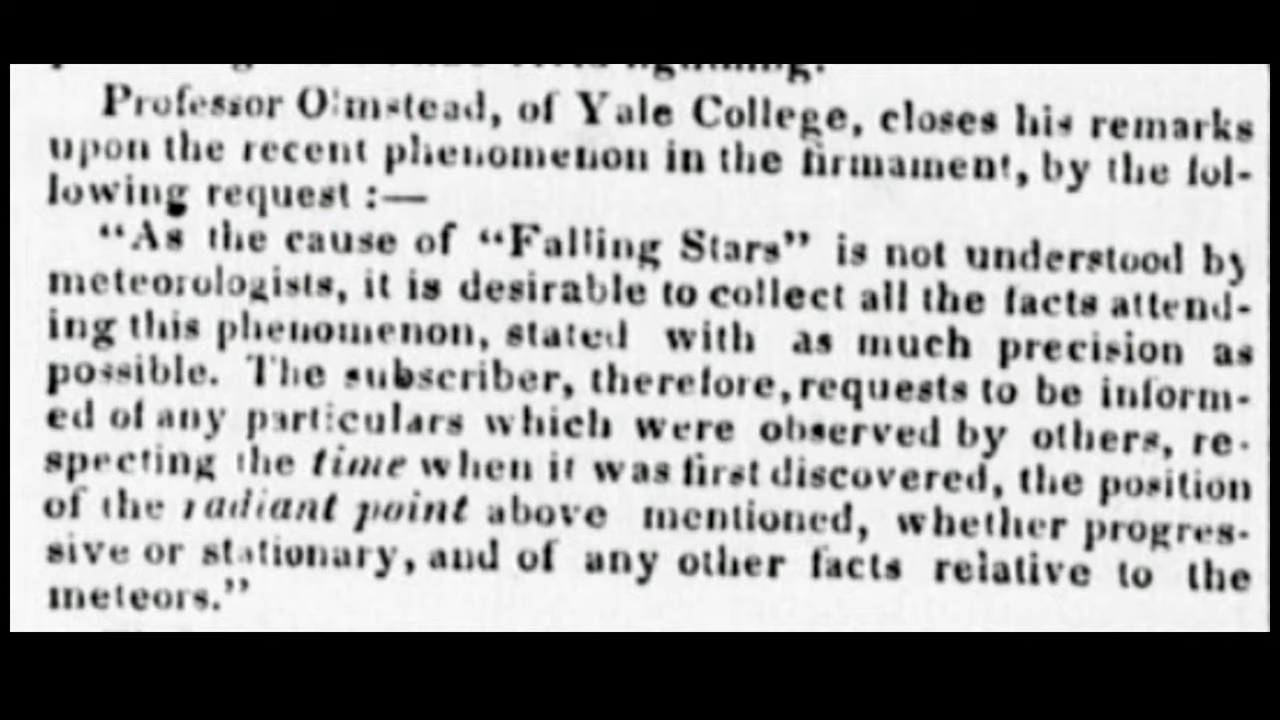 lightning.
Professor Olmstead, of Yale College, closes his remarks
upon the recent phenomenon in the firmament, by the fol-
lowing request :—
“As the cause of “Falling Stars” is not understood by
meteorologists, it is desirable to collect all the facts attend-
ing this phenomenon, stated with as much precision as
possible. The subscriber, therefore, requests to be inform-
ed of any particulars which were observed by others, re-
specting the time when it was first discovered, the position
of the radiant point above mentioned, whether progres-
sive or stationary, and of any other facts relative to the
meteors.”